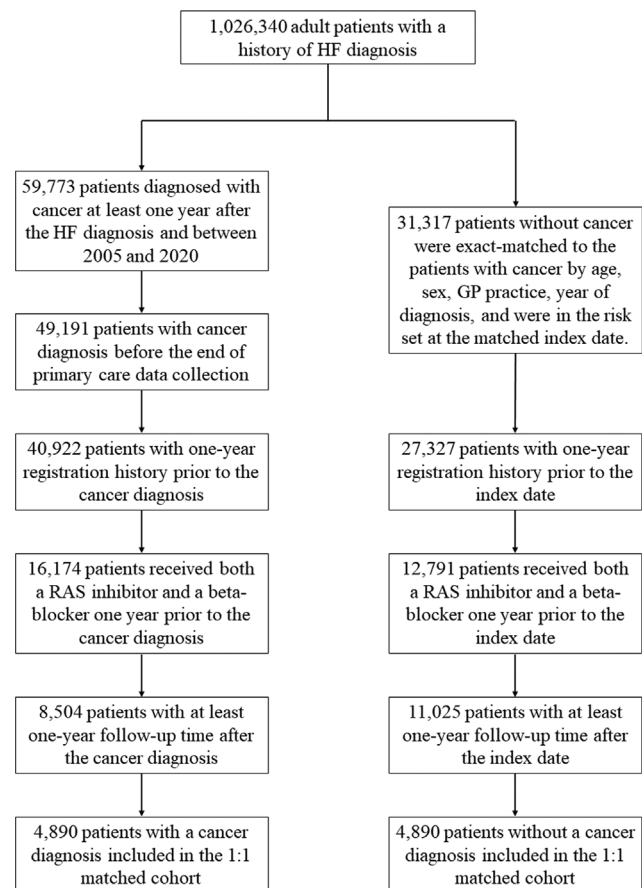 1,026,340 adult patients with a
history of HF diagnosis
59,773 patients diagnosed with
cancer at least one year after
the HF diagnosis and between
2005 and 2020
49,191 patients with cancer
diagnosis before the end of
primary care data collection
40,922 patients with one-year
registration history prior to the
cancer diagnosis
16,174 patients received both
a RAS inhibitor and a beta-
blocker one year prior to the
cancer diagnosis
8,504 patients with at least
one-year follow-up time after
the cancer diagnosis
4,890 patients with a cancer
diagnosis included in the 1:1
matched cohort
31,317 patients without cancer
were exact-matched to the
patients with cancer by age,
sex, GP practice, year of
diagnosis, and were in the risk
set at the matched index date.
27,327 patients with one-year
registration history prior to the
index date
12,791 patients received both
a RAS inhibitor and a beta-
blocker one year prior to the
index date
11,025 patients with at least
one-year follow-up time after
the index date
4,890 patients without a cancer
diagnosis included in the 1:1
matched cohort